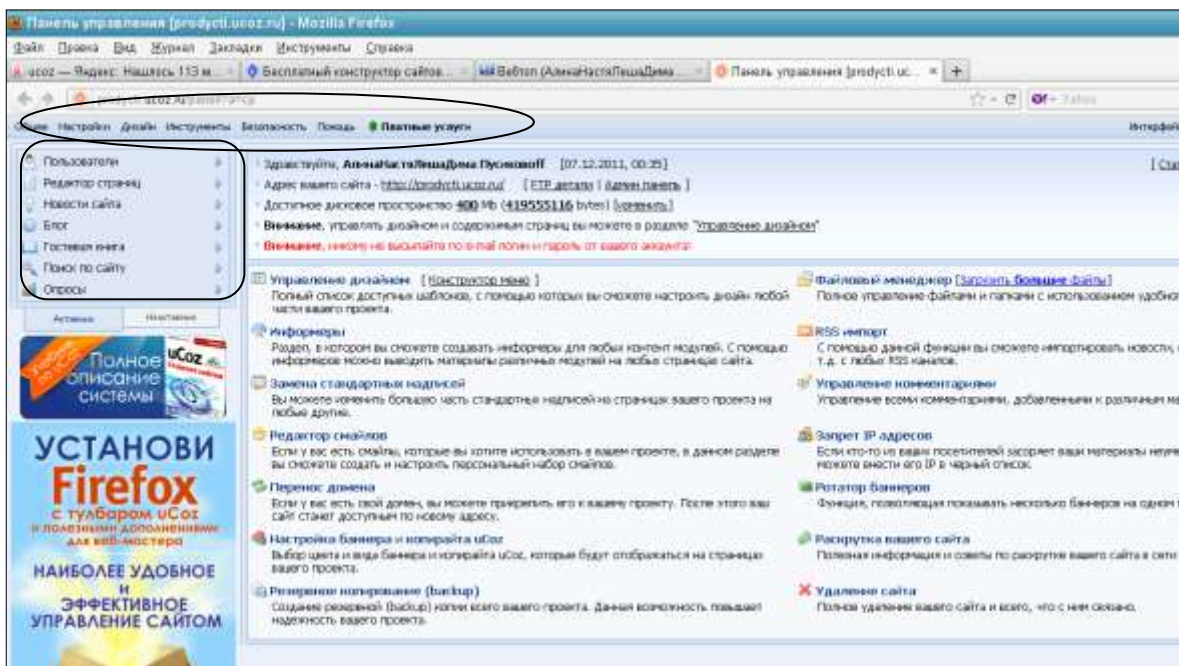 Панель управления [prodycti.ucoz.ru] - Mozilla Firefox
Файл Правка Вид Журнал Закладки Инструменты Справка
ucoz — Яндекс: Нашлось 113 м...
Бесплатный конструктор сайтов...
Вебтоп (АлинаНастяЛешаДима ...
Панель управления [prodycti.uc...
prodycti.ucoz.ru
Общее Настройки Дизайн Инструменты Безопасность Помощь Платные услуги
Интерфейс
Пользователи
Редактор страниц
Новости сайта
Блог
Гостевая книга
Поиск по сайту
Опросы
Активные Неактивные
Здравствуйте, АлинаНастяЛешаДима [07.12.2011, 00:35]
Адрес вашего сайта - http://prodycti.ucoz.ru/ [ FTP детали | Админ панель ]
Доступное дисковое пространство 400 Mb (419555116 bytes) [изменить]
Внимание, управлять дизайном и содержимым страниц вы можете в разделе "Управление дизайном"
Внимание, никому не высылайте по e-mail логин и пароль от вашего аккаунта!
Полное
описание
системы
uCoz
УСТАНОВИ
Firefox
с тулбаром uCoz
и полезными дополнениями
для веб-мастера
НАИБОЛЕЕ УДОБНОЕ
И
ЭФФЕКТИВНОЕ
УПРАВЛЕНИЕ САЙТОМ
Управление дизайном [ Конструктор меню ]
Полный список доступных шаблонов, с помощью которых вы сможете настроить дизайн любой
части вашего проекта.
Информеры
Раздел, в котором вы сможете создавать информеры для любых контент модулей. С помощью
информеров можно выводить материалы различных модулей на любых страницах сайта.
Замена стандартных надписей
Вы можете изменить большую часть стандартных надписей на страницах вашего проекта на
любые другие.
Редактор смайлов
Если у вас есть смайлы, которые вы хотите использовать в вашем проекте, в данном разделе
вы сможете создать и настроить персональный набор смайлов.
Перенос домена
Если у вас есть свой домен, вы можете прикрепить его к вашему проекту. После этого ваш
сайт станет доступным по новому адресу.
Настройка баннера и копирайта uCoz
Выбор цвета и вида баннера и копирайта uCoz, которые будут отображаться на страницах
вашего проекта.
Резервное копирование (backup)
Создание резервной (backup) копии всего вашего проекта. Данная возможность повышает
надежность вашего проекта.
Файловый менеджер [Загрузить большие файлы]
Полное управление файлами и папками с использованием удобног
RSS импорт
С помощью данной функции вы сможете импортировать новости,
т.д. с любых RSS каналов.
Управление комментариями
Управление всеми комментариями, добавленными к различным ма
Запрет IP адресов
Если кто-то из ваших посетителей засоряет ваши материалы неуме
можете внести его IP в черный список.
Ротатор баннеров
Функция, позволяющая показывать несколько баннеров на одном
Раскрутка вашего сайта
Полезная информация и советы по раскрутке вашего сайта в сети
Удаление сайта
Полное удаление вашего сайта и всего, что с ним связано.